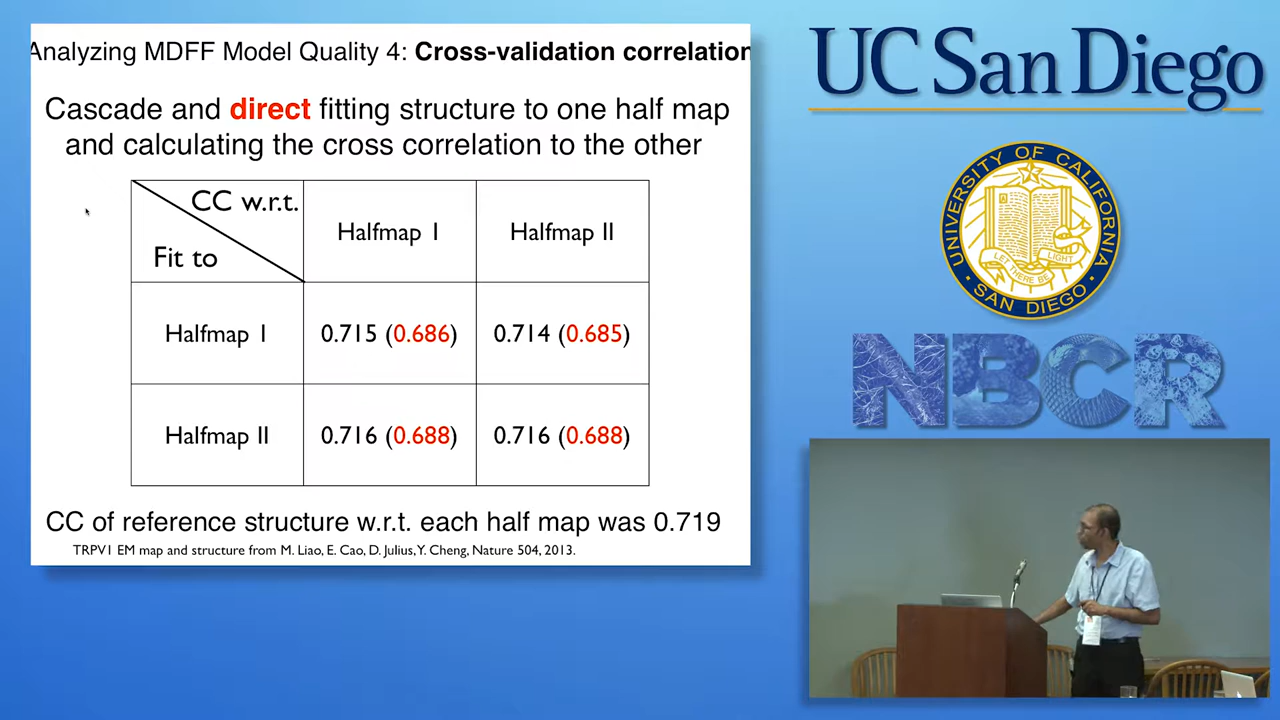 Analyzing MDFF Model Quality 4: Cross-validation correlation
Cascade and direct fitting structure to one half map
and calculating the cross correlation to the other
CC w.r.t.
Fit to
Halfmap I
Halfmap II
Halfmap I
0.715 (0.686)
0.714 (0.685)
Halfmap II
0.716 (0.688)
0.716 (0.688)
CC of reference structure w.r.t. each half map was 0.719
TRPV1 EM map and structure from M. Liao, E. Cao, D. Julius, Y. Cheng, Nature 504, 2013.
UC San Diego
UNIVERSITY OF CALIFORNIA
LET THERE BE LIGHT
SAN DIEGO
NBCR